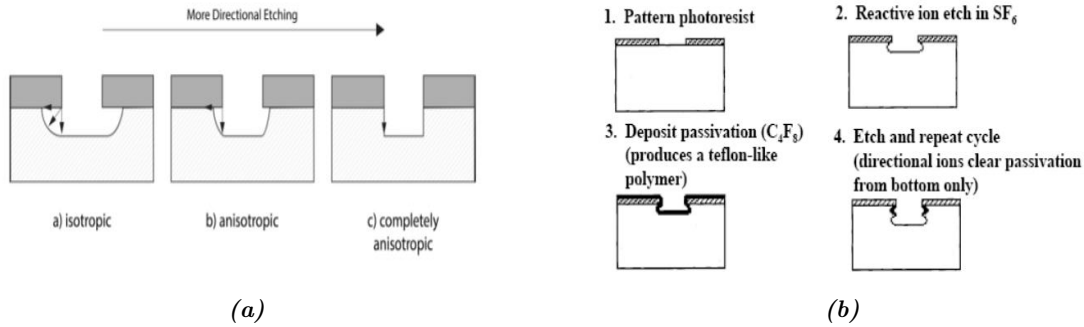 More Directional Etching
a) isotropic
b) anisotropic
c) completely
anisotropic
(a)
1. Pattern photoresist
2. Reactive ion etch in SF₆
3. Deposit passivation (C₄F₈)
(produces a teflon-like
polymer)
4. Etch and repeat cycle
(directional ions clear passivation
from bottom only)
(b)